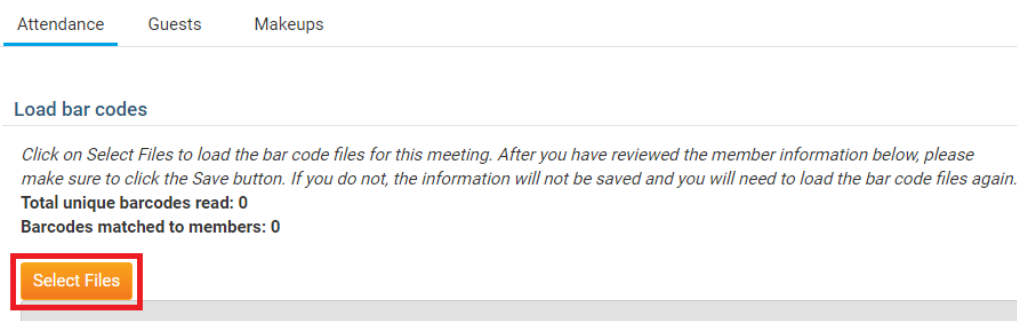 Attendance Guests Makeups
Load bar codes
Click on Select Files to load the bar code files for this meeting. After you have reviewed the member information below, please
make sure to click the Save button. If you do not, the information will not be saved and you will need to load the bar code files again.
Total unique barcodes read: 0
Barcodes matched to members: 0
Select Files